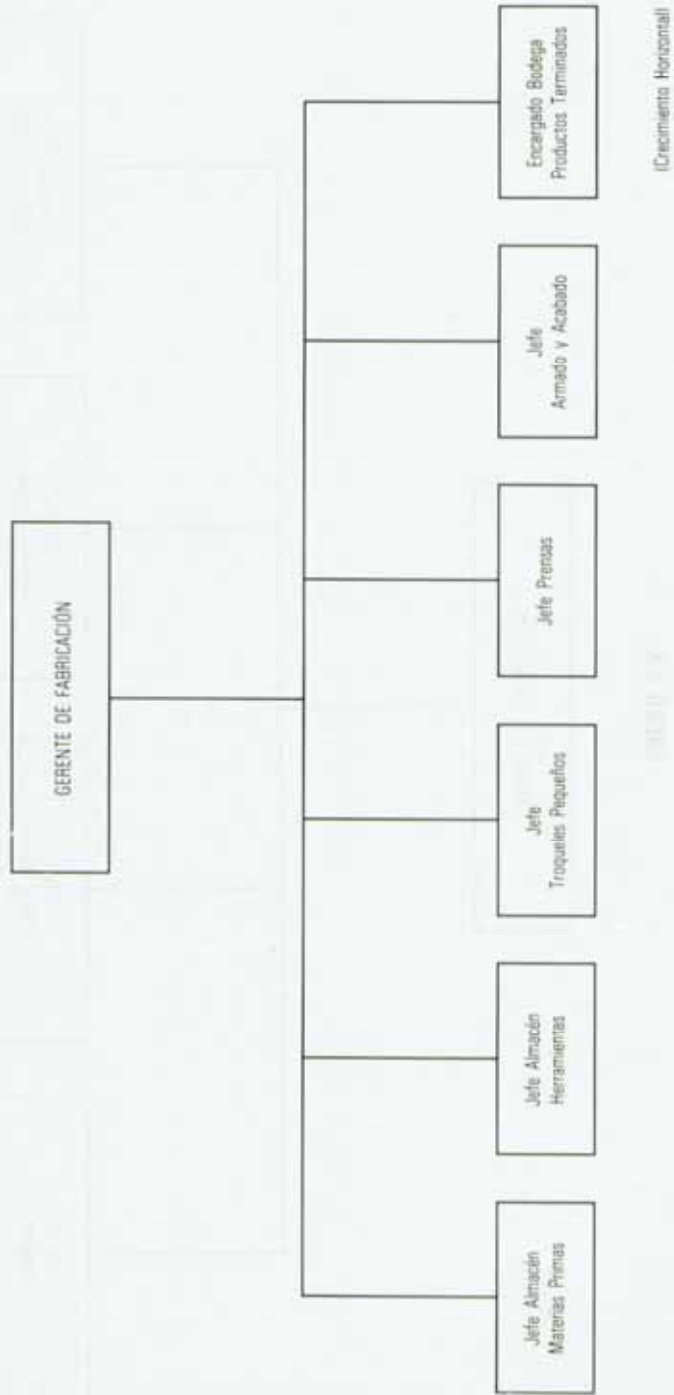 GERENTE DE FABRICACIÓN
Jefe Almacén
Materias Primas
Jefe Almacén
Herramientas
Jefe
Troqueles Pequeños
Jefe Prensas
Jefe
Armado y Acabado
Encargado Bodega
Productos Terminados
(Crecimiento Horizontal)